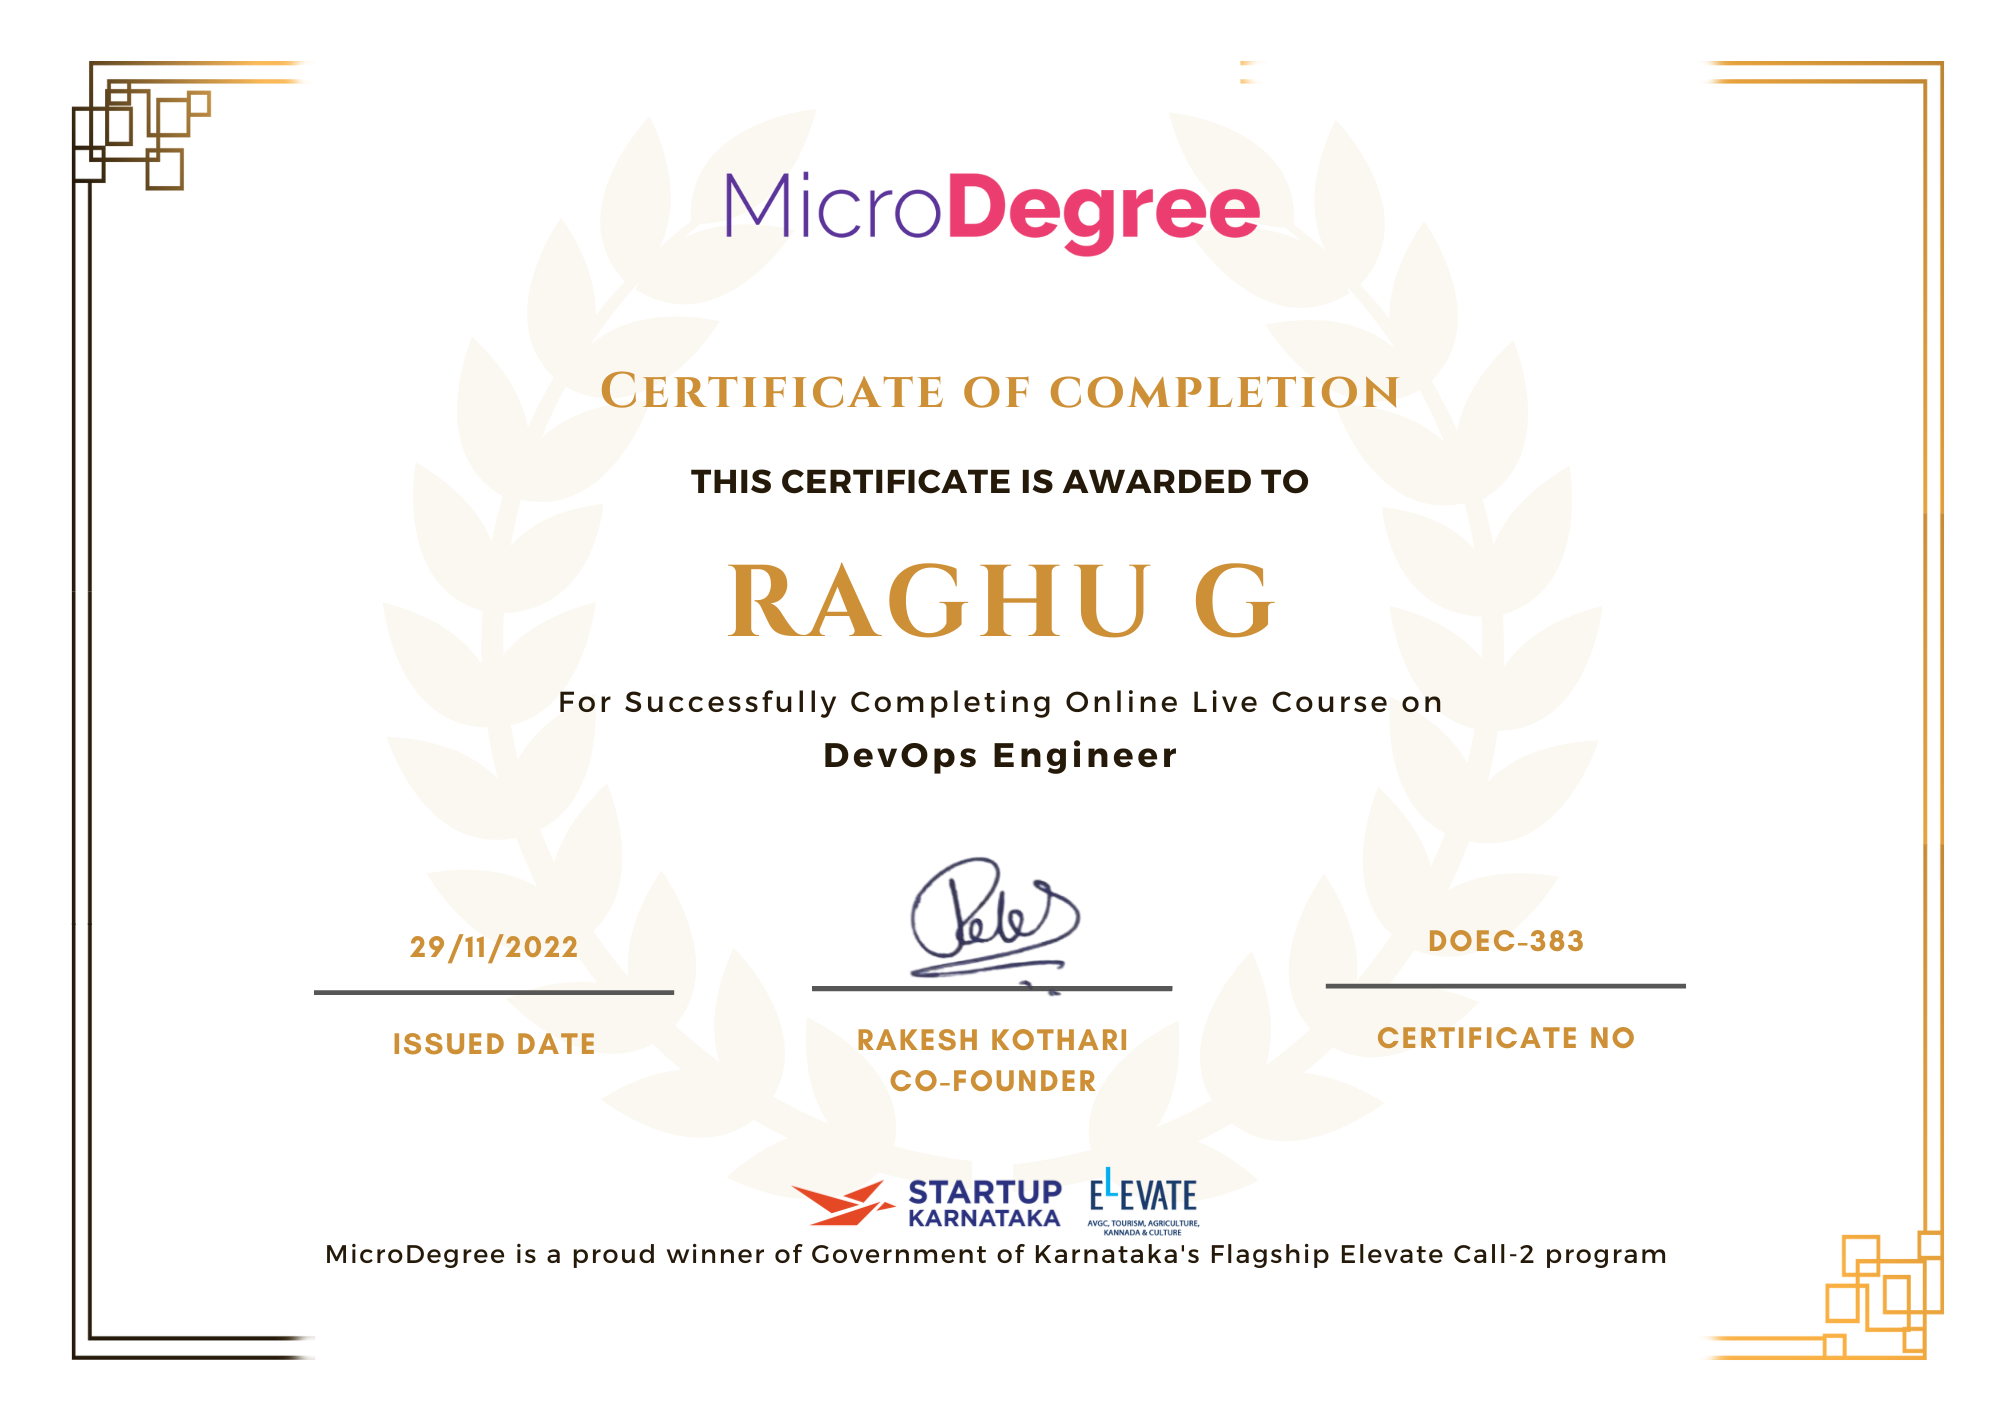 MicroDegree
CERTIFICATE OF COMPLETION
THIS CERTIFICATE IS AWARDED TO
RAGHU G
For Successfully Completing Online Live Course on
DevOps Engineer
29/11/2022
ISSUED DATE
RAKESH KOTHARI
CO-FOUNDER
DOEC-383
CERTIFICATE NO
STARTUP
KARNATAKA
ELEVATE
AVGC, TOURISM, AGRICULTURE,
KANNADA & CULTURE
MicroDegree is a proud winner of Government of Karnataka's Flagship Elevate Call-2 program